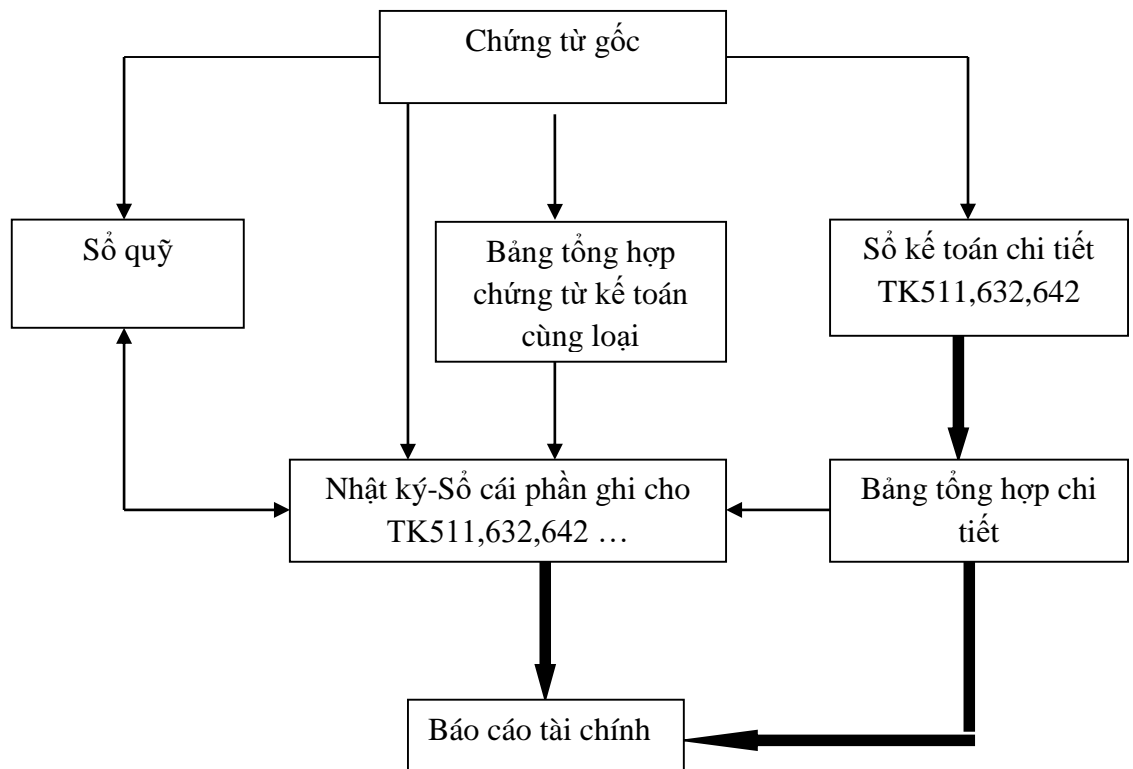 Chứng từ gốc
Sổ quỹ
Bảng tổng hợp
chứng từ kế toán
cùng loại
Sổ kế toán chi tiết
TK511,632,642
Nhật ký-Sổ cái phần ghi cho
TK511,632,642 …
Bảng tổng hợp chi
tiết
Báo cáo tài chính